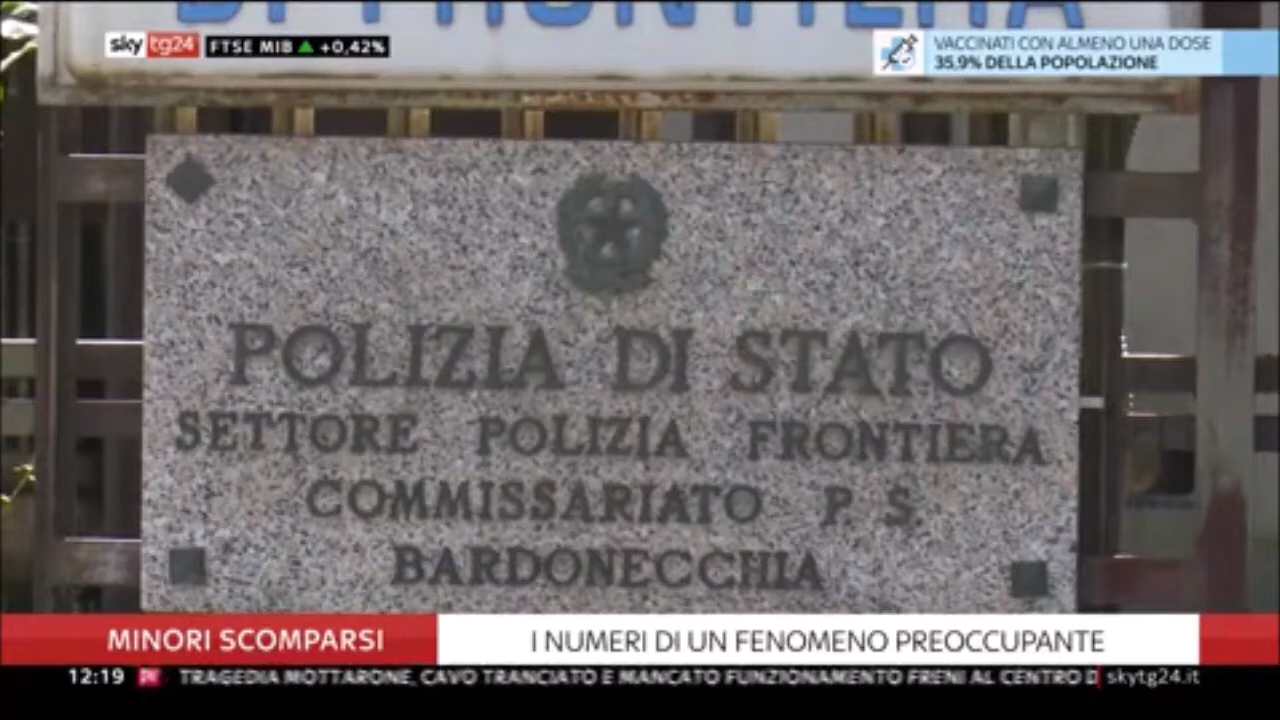 DI FRONTIERA
sky tg24 FTSE MIB +0,42%
VACCINATI CON ALMENO UNA DOSE
35,9% DELLA POPOLAZIONE
POLIZIA DI STATO
SETTORE POLIZIA FRONTIERA
COMMISSARIATO P S
BARDONECCHIA
MINORI SCOMPARSI
I NUMERI DI UN FENOMENO PREOCCUPANTE
12:19 TRAGEDIA MOTTARONE, CAVO TRANCIATO E MANCATO FUNZIONAMENTO FRENI AL CENTRO D skytg24.it